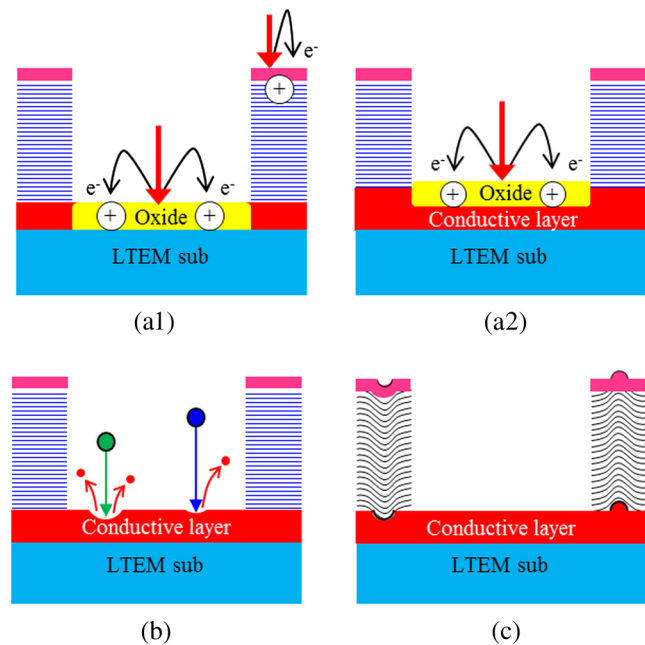 e-
+
e-
e-
+
Oxide
+
LTEM sub
(a1)
e-
e-
+
Oxide
+
Conductive layer
LTEM sub
(a2)
Conductive layer
LTEM sub
(b)
Conductive layer
LTEM sub
(c)